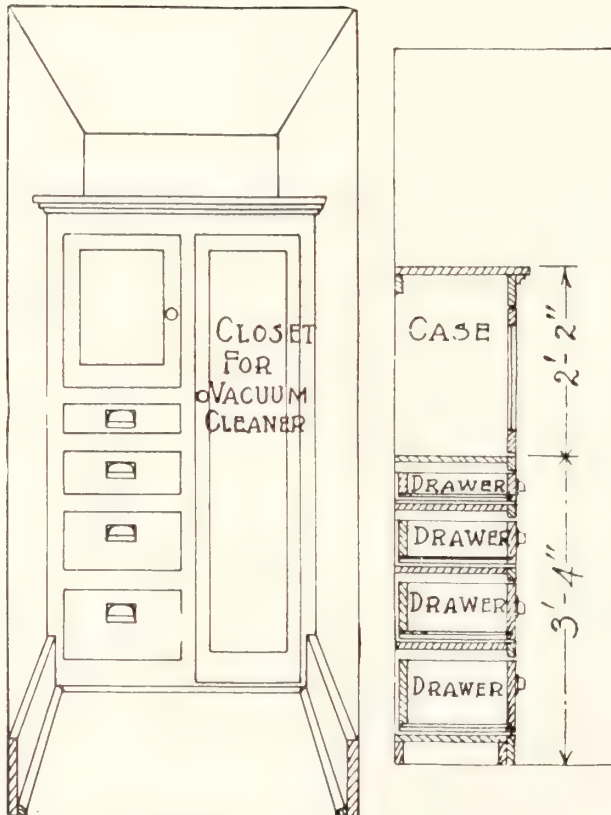 CLOSET
FOR
VACUUM
CLEANER
CASE
2'-2"
DRAWER
DRAWER
DRAWER
DRAWER
3'-4"